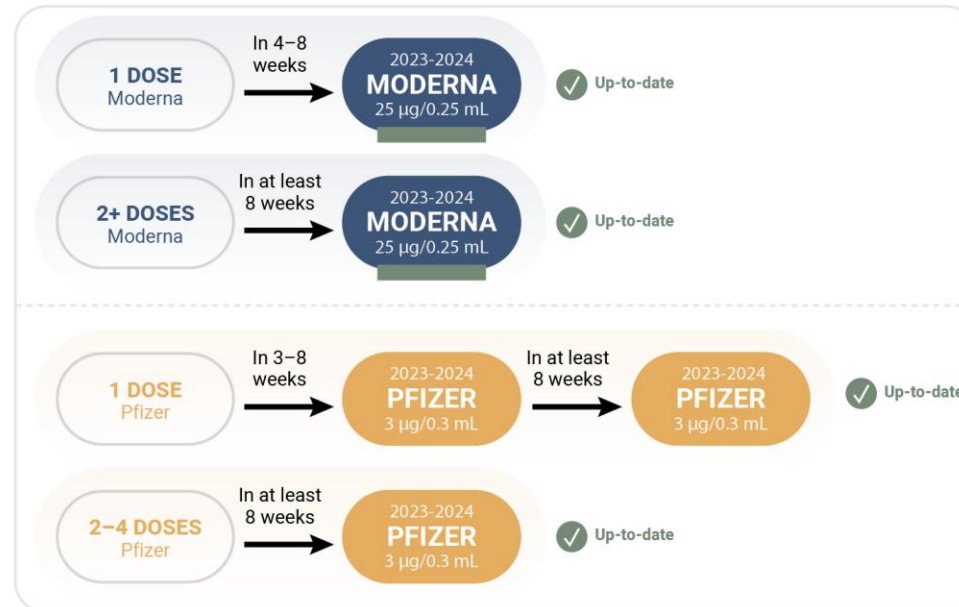 1 DOSE
Moderna
In 4–8
weeks
2023-2024
MODERNA
25 µg/0.25 mL
Up-to-date
2+ DOSES
Moderna
In at least
8 weeks
2023-2024
MODERNA
25 µg/0.25 mL
Up-to-date
1 DOSE
Pfizer
In 3–8
weeks
2023-2024
PFIZER
3 µg/0.3 mL
In at least
8 weeks
2023-2024
PFIZER
3 µg/0.3 mL
Up-to-date
2–4 DOSES
Pfizer
In at least
8 weeks
2023-2024
PFIZER
3 µg/0.3 mL
Up-to-date